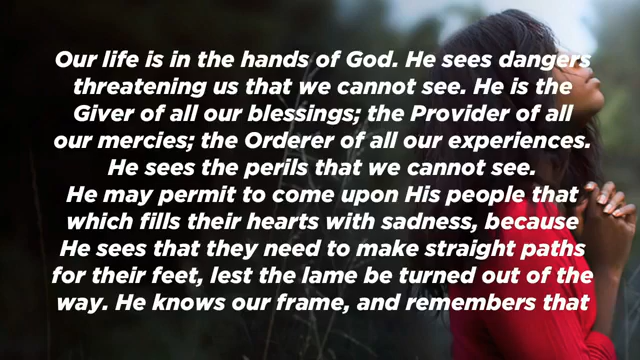 Our life is in the hands of God. He sees dangers
threatening us that we cannot see. He is the
Giver of all our blessings; the Provider of all
our mercies; the Orderer of all our experiences.
He sees the perils that we cannot see.
He may permit to come upon His people that
which fills their hearts with sadness, because
He sees that they need to make straight paths
for their feet, lest the lame be turned out of the
way. He knows our frame, and remembers that